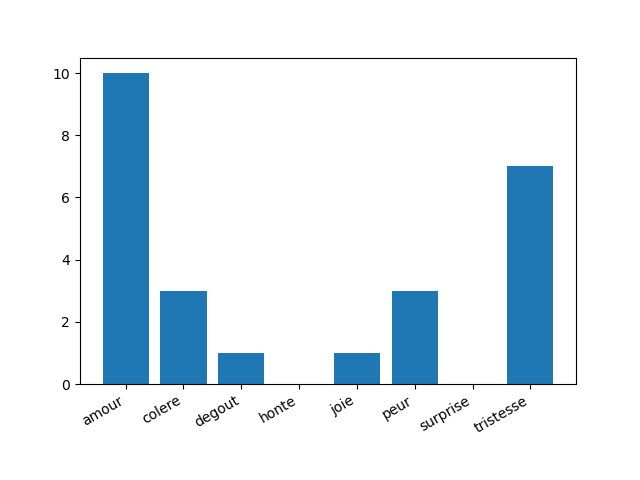 10
8
6
4
2
0
amour
colere
degout
honte
joie
peur
surprise
tristesse